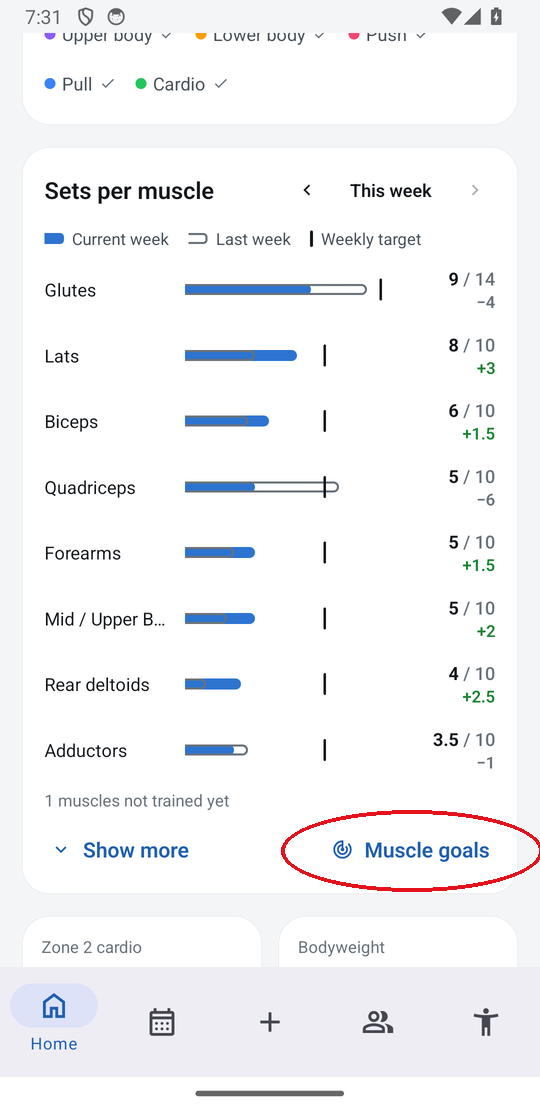 7:31
Upper body Lower body Push
Pull Cardio
Sets per muscle This week
Current week Last week Weekly target
Glutes 9 / 14
−4
Lats 8 / 10
+3
Biceps 6 / 10
+1.5
Quadriceps 5 / 10
−6
Forearms 5 / 10
+1.5
Mid / Upper B... 5 / 10
+2
Rear deltoids 4 / 10
+2.5
Adductors 3.5 / 10
−1
1 muscles not trained yet
Show more Muscle goals
Zone 2 cardio Bodyweight
Home